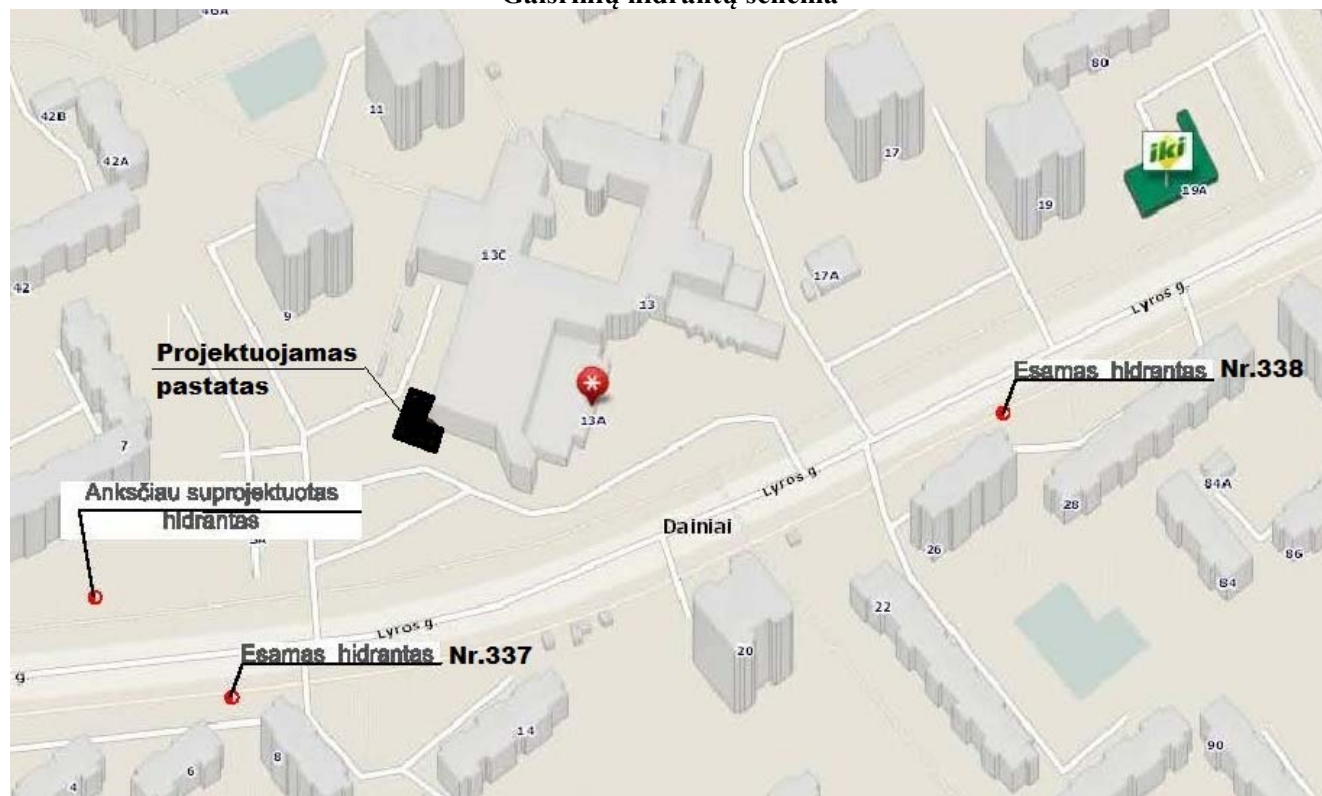 Gaisrinių hidrantų schema
46A
80
11
42B
17
42A
iki
19A
19
13C
17A
42
13
9
Lyros g.
Projektuojamas
pastatas
Esamas hidrantas Nr.338
13A
7
Lyros g.
Anksčiau suprojektuotas
hidrantas
84A
28
Dainiai
5A
26
86
84
22
Lyros g.
20
Esamas hidrantas Nr.337
g.
14
90
8
6
4